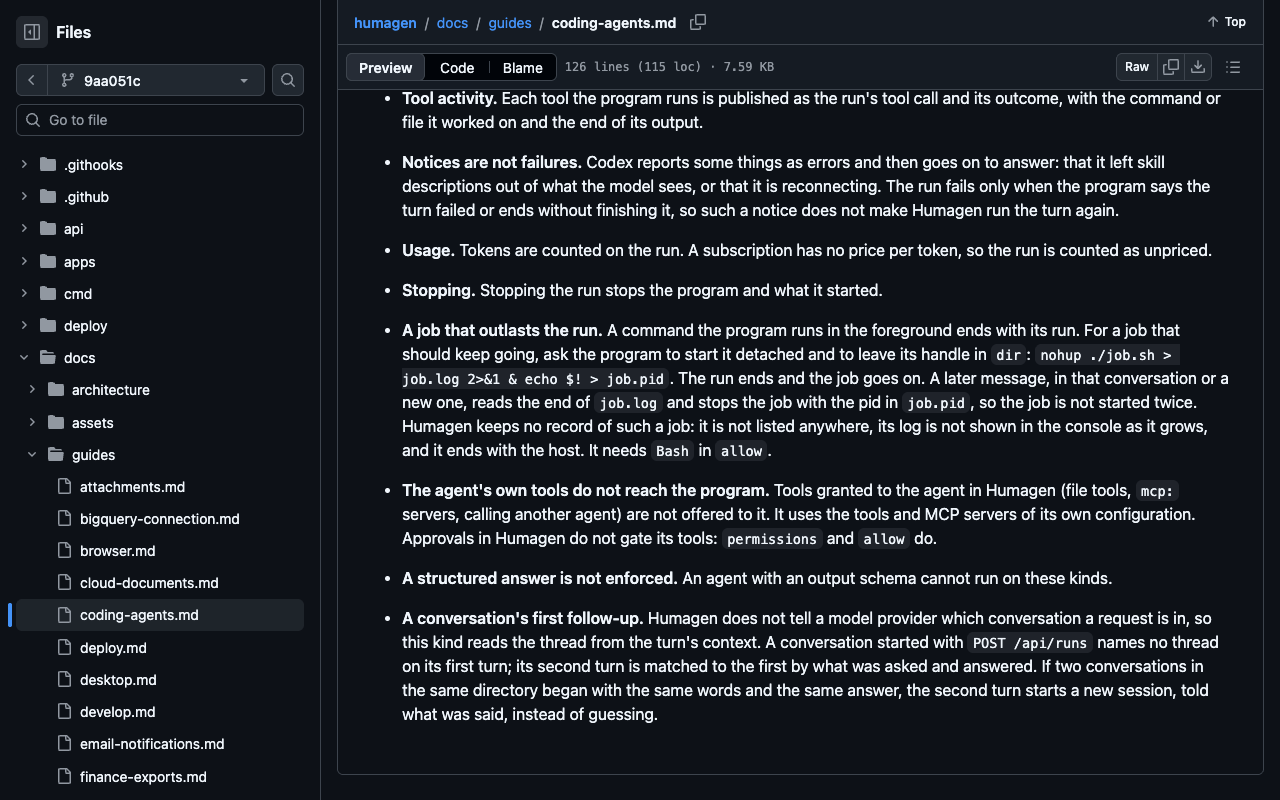 Files
9aa051c
Go to file
.githooks
.github
api
apps
cmd
deploy
docs
architecture
assets
guides
attachments.md
bigquery-connection.md
browser.md
cloud-documents.md
coding-agents.md
deploy.md
desktop.md
develop.md
email-notifications.md
finance-exports.md
humagen / docs / guides / coding-agents.md
Top
Preview Code Blame 126 lines (115 loc) · 7.59 KB Raw
• Tool activity. Each tool the program runs is published as the run's tool call and its outcome, with the command or
file it worked on and the end of its output.
• Notices are not failures. Codex reports some things as errors and then goes on to answer: that it left skill
descriptions out of what the model sees, or that it is reconnecting. The run fails only when the program says the
turn failed or ends without finishing it, so such a notice does not make Humagen run the turn again.
• Usage. Tokens are counted on the run. A subscription has no price per token, so the run is counted as unpriced.
• Stopping. Stopping the run stops the program and what it started.
• A job that outlasts the run. A command the program runs in the foreground ends with its run. For a job that
should keep going, ask the program to start it detached and to leave its handle in dir: nohup ./job.sh >
job.log 2>&1 & echo $! > job.pid. The run ends and the job goes on. A later message, in that conversation or a
new one, reads the end of job.log and stops the job with the pid in job.pid, so the job is not started twice.
Humagen keeps no record of such a job: it is not listed anywhere, its log is not shown in the console as it grows,
and it ends with the host. It needs Bash in allow.
• The agent's own tools do not reach the program. Tools granted to the agent in Humagen (file tools, mcp:
servers, calling another agent) are not offered to it. It uses the tools and MCP servers of its own configuration.
Approvals in Humagen do not gate its tools: permissions and allow do.
• A structured answer is not enforced. An agent with an output schema cannot run on these kinds.
• A conversation's first follow-up. Humagen does not tell a model provider which conversation a request is in, so
this kind reads the thread from the turn's context. A conversation started with POST /api/runs names no thread
on its first turn; its second turn is matched to the first by what was asked and answered. If two conversations in
the same directory began with the same words and the same answer, the second turn starts a new session, told
what was said, instead of guessing.